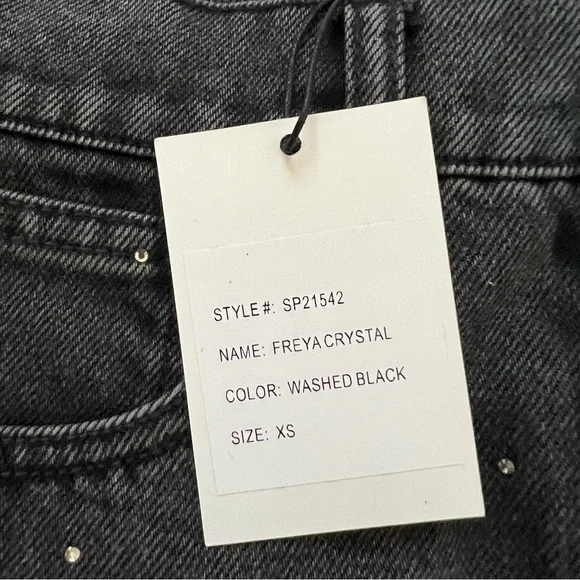 STYLE#: SP21542
NAME: FREYA CRYSTAL
COLOR: WASHED BLACK
SIZE: XS